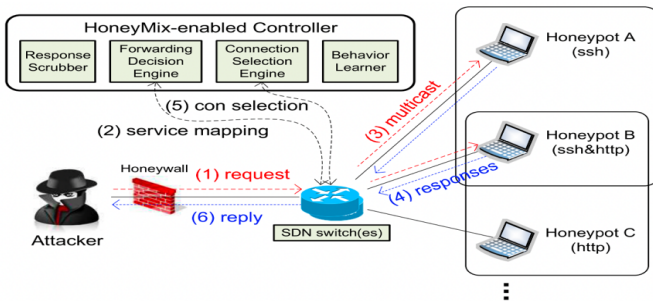 HoneyMix-enabled Controller
Response
Scrubber
Forwarding
Decision
Engine
Connection
Selection
Engine
Behavior
Learner
(5) con selection
(2) service mapping
Honeywall
(1) request
(6) reply
Attacker
SDN switch(es)
(3) multicast
(4) responses
Honeypot A
(ssh)
Honeypot B
(ssh&http)
Honeypot C
(http)